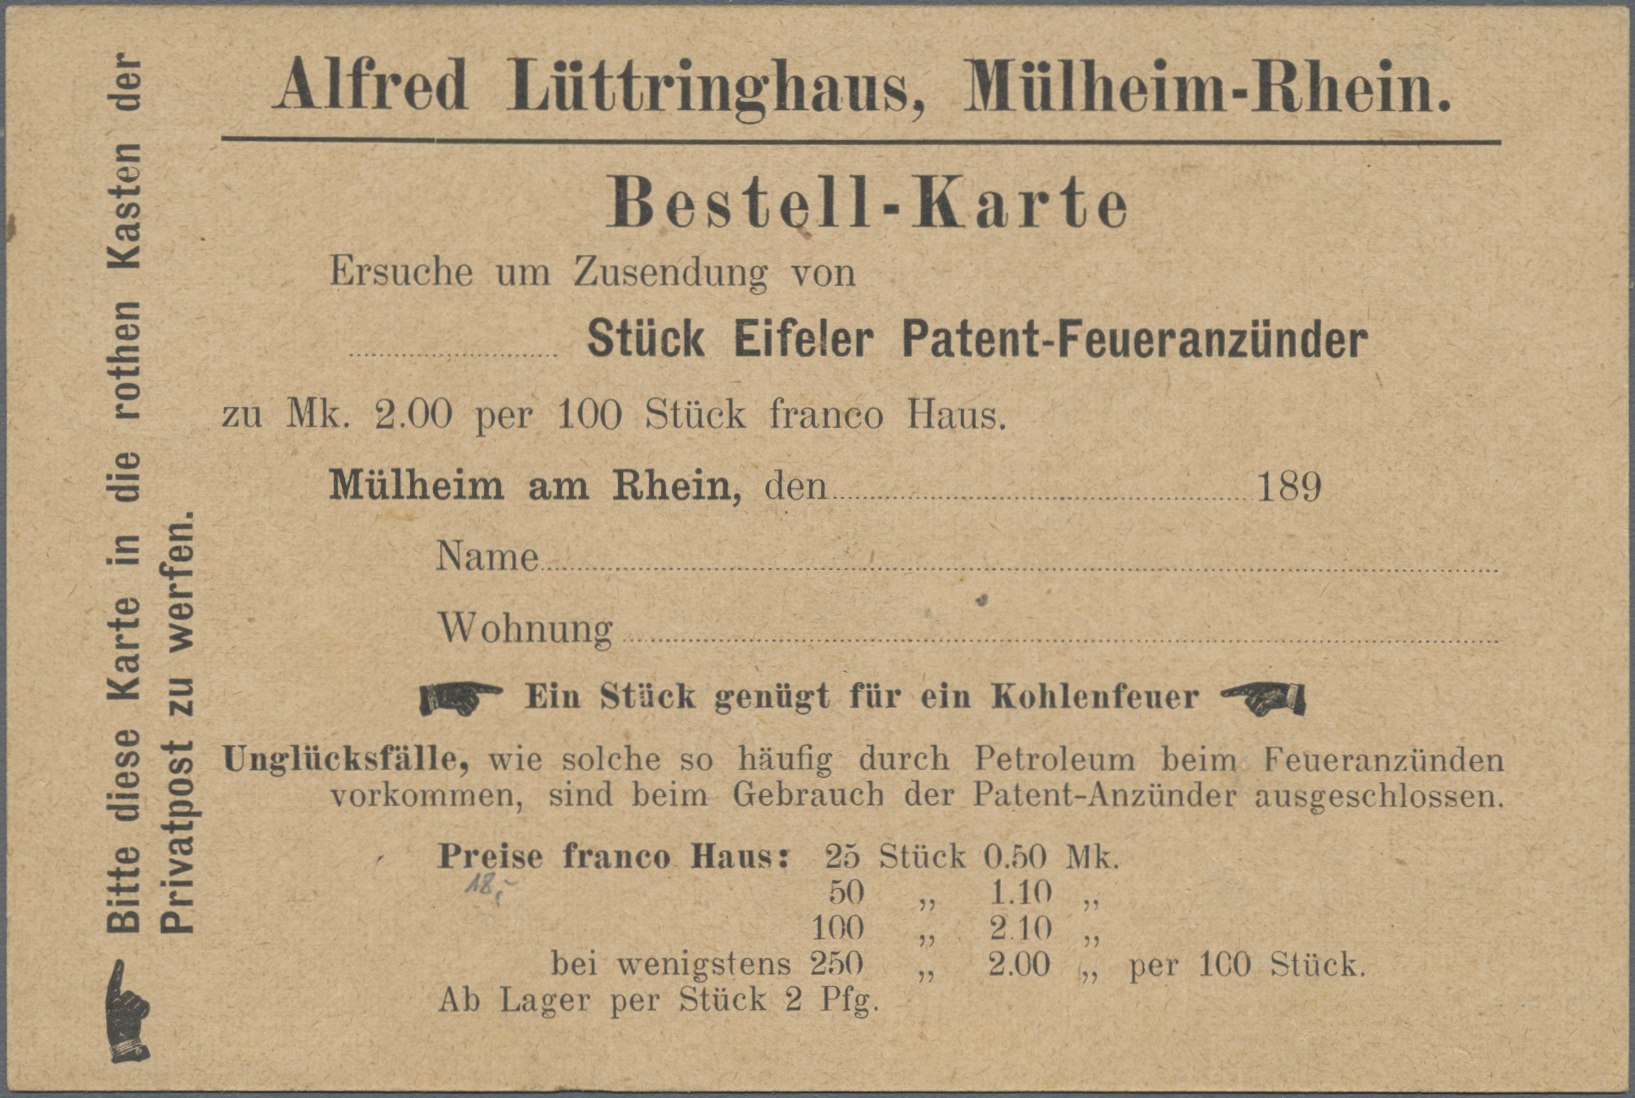 Alfred Lüttringhaus, Mülheim-Rhein.
Bestell-Karte
Ersuche um Zusendung von
Stück Eifeler Patent-Feueranzünder
zu Mk. 2.00 per 100 Stück franco Haus.
Mülheim am Rhein, den 189
Name
Wohnung
Ein Stück genügt für ein Kohlenfeuer
Unglücksfälle, wie solche so häufig durch Petroleum beim Feueranzünden
vorkommen, sind beim Gebrauch der Patent-Anzünder ausgeschlossen.
Preise franco Haus: 25 Stück 0.50 Mk.
18,-
50 „ 1.10 „
100 „ 2.10 „
bei wenigstens 250 „ 2.00 „ per 100 Stück.
Ab Lager per Stück 2 Pfg.
Bitte diese Karte in die rothen Kasten der
Privatpost zu werfen.